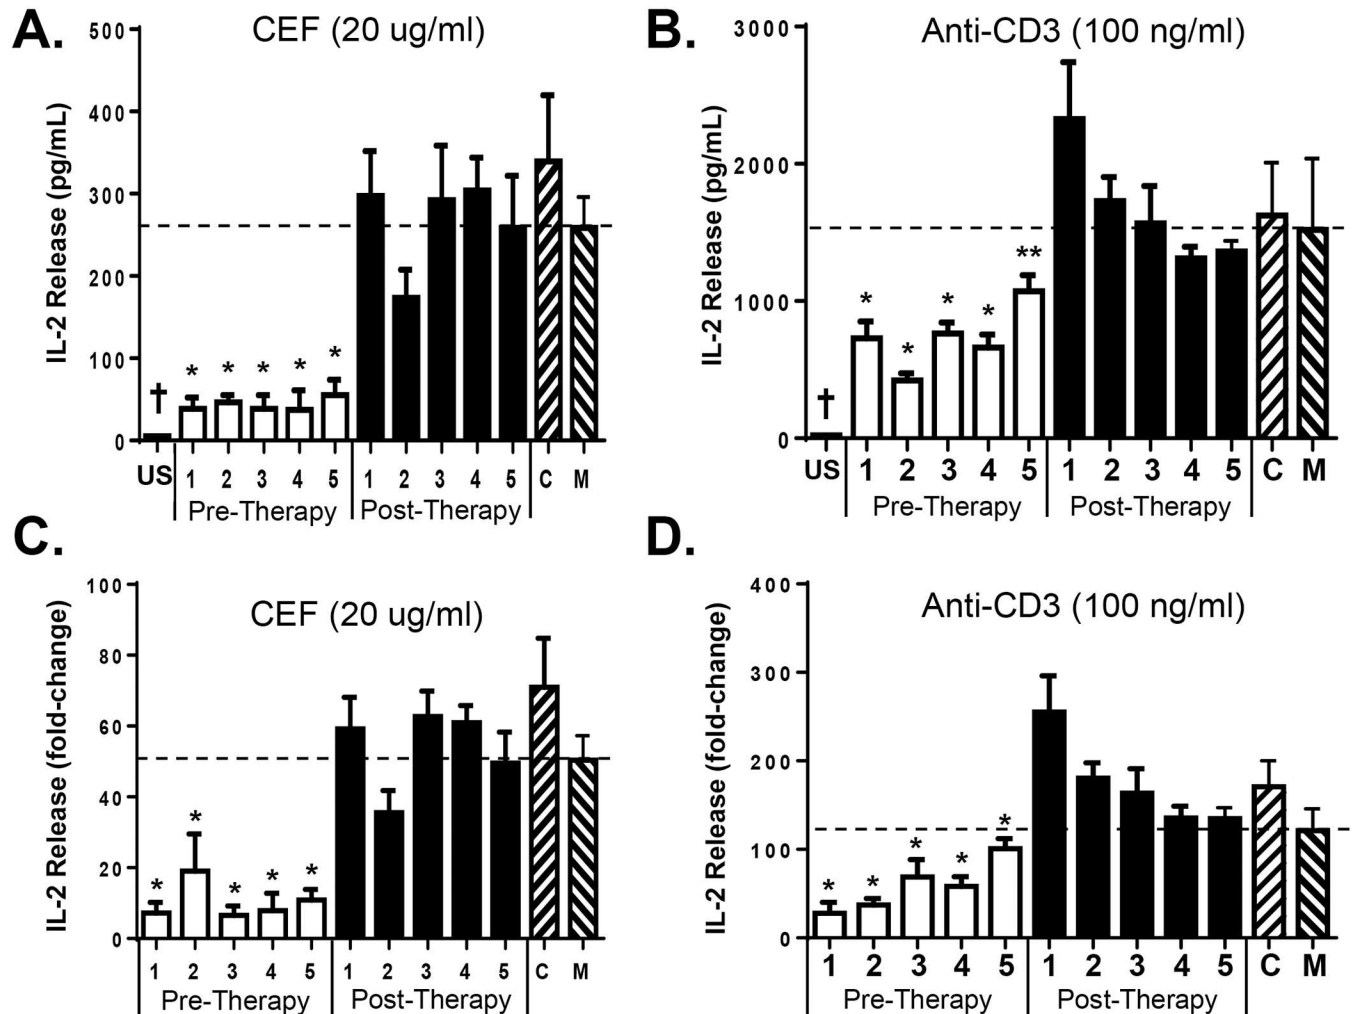 A.
CEF (20 ug/ml)
IL-2 Release (pg/mL)
500
400
300
200
100
0
* * * * *
†
US 1 2 3 4 5 1 2 3 4 5 C M
Pre-Therapy Post-Therapy
B.
Anti-CD3 (100 ng/ml)
IL-2 Release (pg/mL)
3000
2000
1000
0
* * * * **
†
US 1 2 3 4 5 1 2 3 4 5 C M
Pre-Therapy Post-Therapy
C.
CEF (20 ug/ml)
IL-2 Release (fold-change)
100
80
60
40
20
0
* * * * *
1 2 3 4 5 1 2 3 4 5 C M
Pre-Therapy Post-Therapy
D.
Anti-CD3 (100 ng/ml)
IL-2 Release (fold-change)
400
300
200
100
0
* * * * *
1 2 3 4 5 1 2 3 4 5 C M
Pre-Therapy Post-Therapy